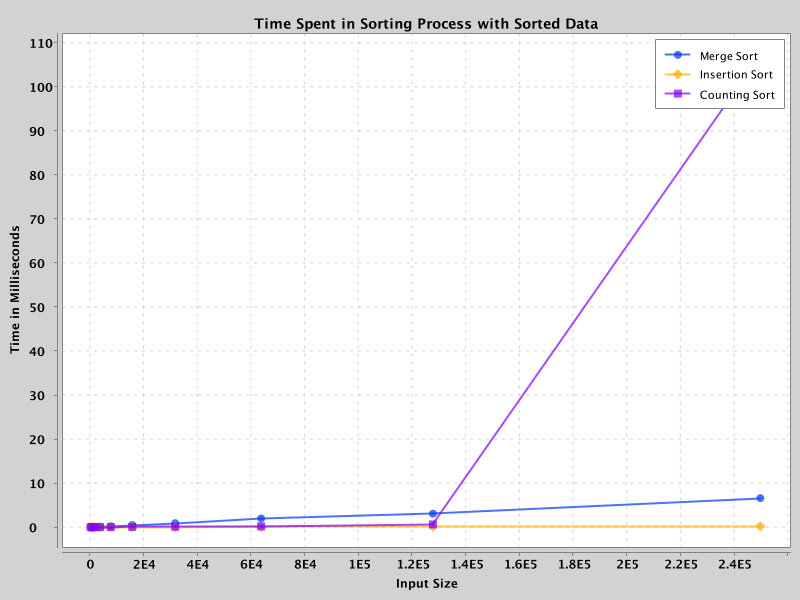 Time Spent in Sorting Process with Sorted Data
Merge Sort
Insertion Sort
Counting Sort
Time in Milliseconds
110
100
90
80
70
60
50
40
30
20
10
0
0 2E4 4E4 6E4 8E4 1E5 1.2E5 1.4E5 1.6E5 1.8E5 2E5 2.2E5 2.4E5
Input Size